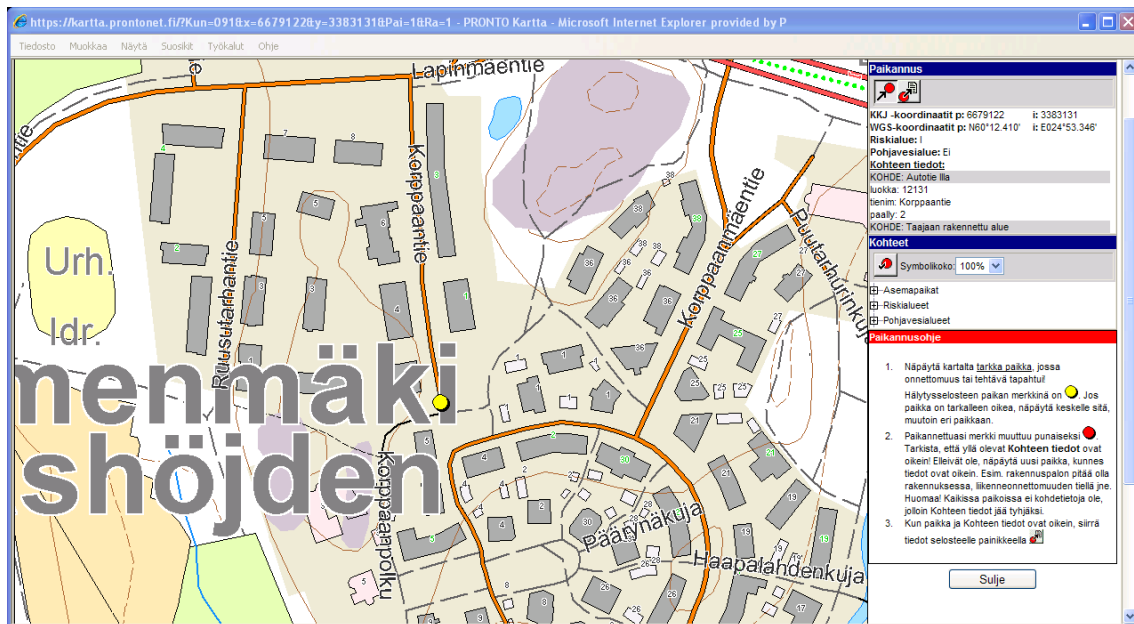 https://kartta.prontonet.fi/?Kun=091&x=6679122&y=3383131&Pai=1&Ra=1 - PRONTO Kartta - Microsoft Internet Explorer provided by P
Tiedosto Muokkaa Näytä Suosikit Työkalut Ohje
Lapinmäentie
Korppaantie
Ruusutarhantie
Korppaanmäentie
Puutarhurinkuja
Urh.
Idr.
menmäki
shöjden
Korppaanpolku
Päärynäkuja
Haapalahdenkuja
Paikannus
KKJ -koordinaatit p: 6679122 i: 3383131
WGS -koordinaatit p: N60°12.410' i: E024°53.346'
Riskialue: I
Pohjavesialue: Ei
Kohteen tiedot:
KOHDE: Autotie IIIa
luokka: 12131
tienim: Korppaantie
paally: 2
KOHDE: Taajaan rakennettu alue
Kohteet
Symbolikoko: 100%
Asemapaikat
Riskialueet
Pohjavesialueet
Paikannusohje
1. Näpäytä kartalta tarkka paikka, jossa
onnettomuus tai tehtävä tapahtui!
Hälytysselosteen paikan merkkinä on . Jos
paikka on tarkalleen oikea, näpäytä keskelle sitä,
muutoin eri paikkaan.
2. Paikannettuasi merkki muuttuu punaiseksi .
Tarkista, että yllä olevat Kohteen tiedot ovat
oikein! Elleivät ole, näpäytä uusi paikka, kunnes
tiedot ovat oikein. Esim. rakennuspalon pitää olla
rakennuksessa, liikenneonnettomuuden tiellä jne.
Huomaa! Kaikissa paikoissa ei kohdetietoja ole,
jolloin Kohteen tiedot jää tyhjäksi.
3. Kun paikka ja Kohteen tiedot ovat oikein, siirrä
tiedot selosteelle painikkeella
Sulje